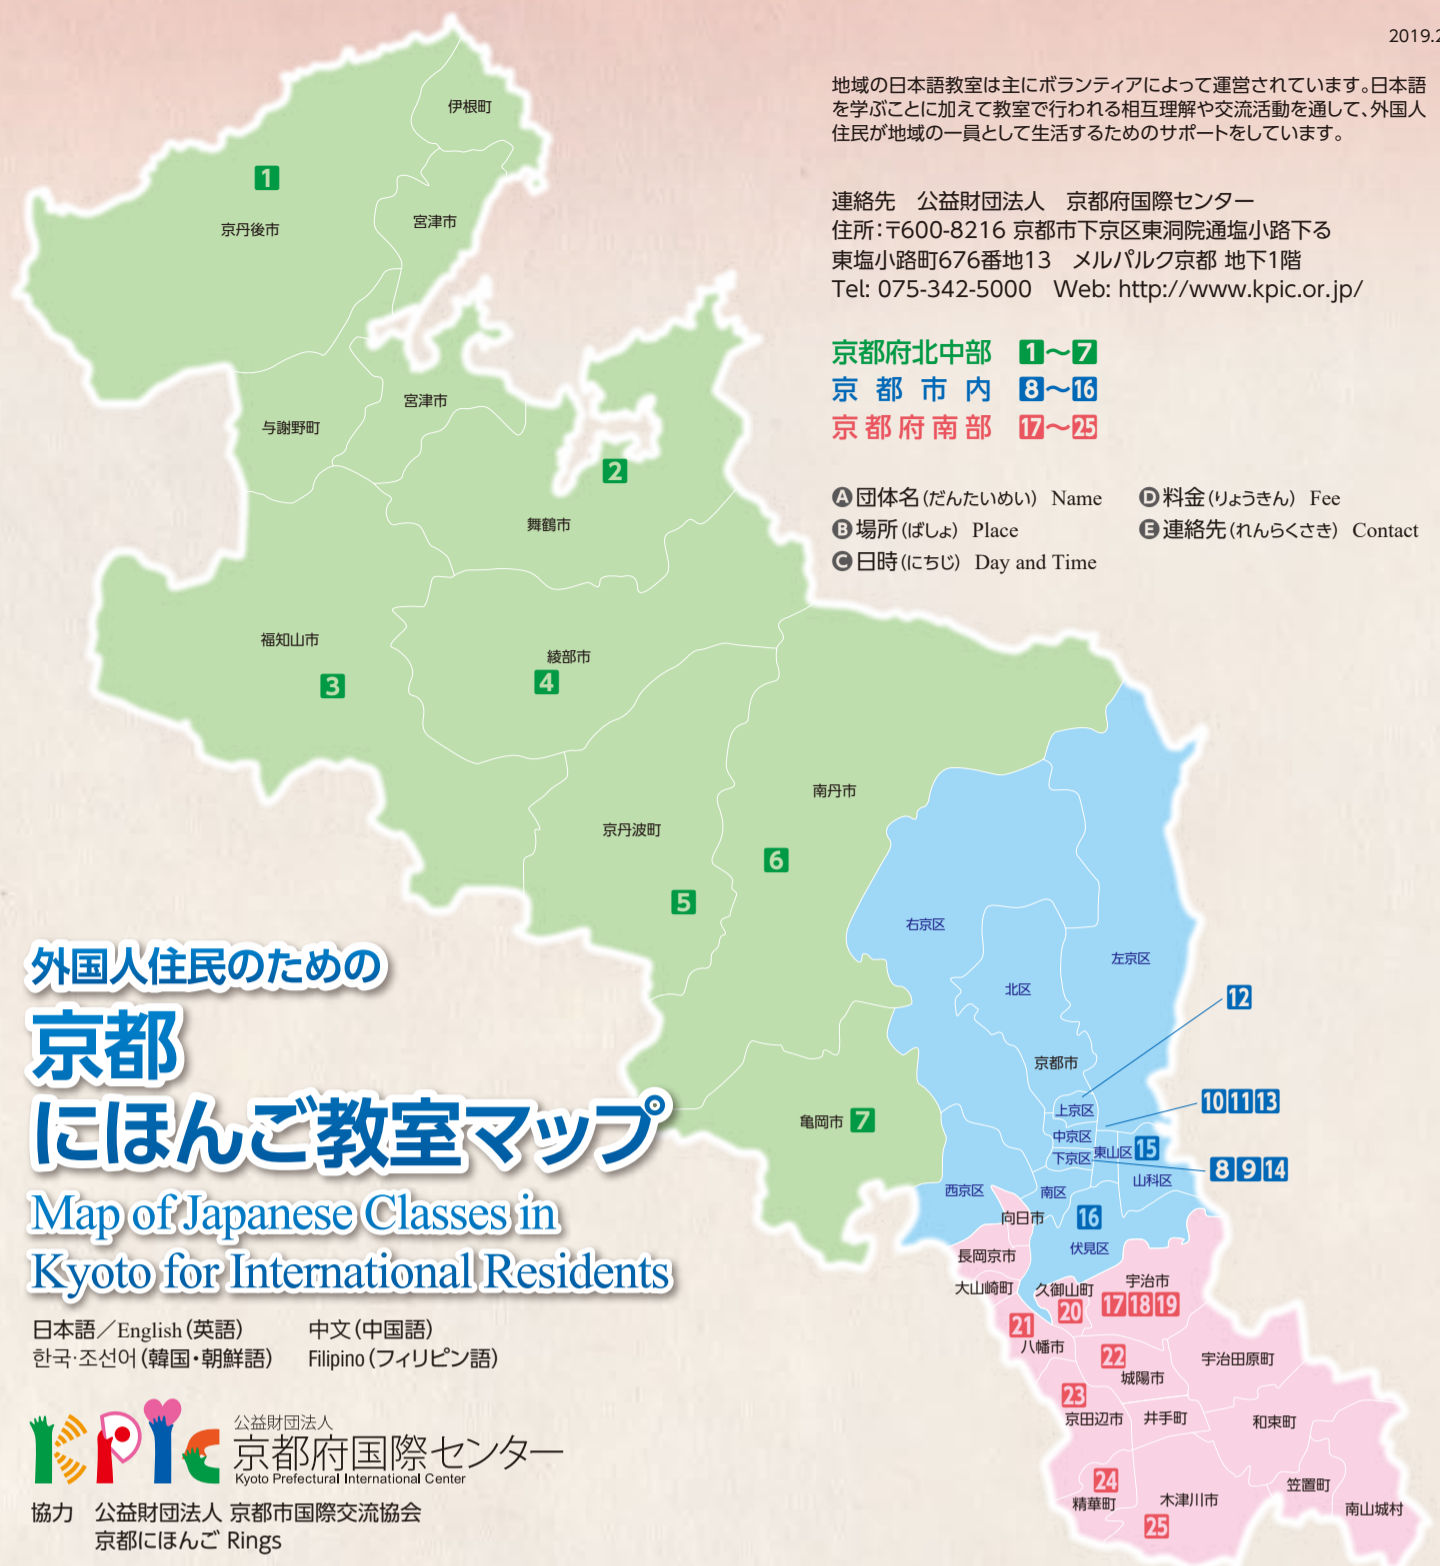 2019.2
地域の日本語教室は主にボランティアによって運営されています。日本語
を学ぶことに加えて教室で行われる相互理解や交流活動を通して、外国人
住民が地域の一員として生活するためのサポートをしています。
連絡先　公益財団法人　京都府国際センター
住所：〒600-8216 京都市下京区東洞院通塩小路下る
東塩小路町676番地13　メルパルク京都 地下1階
Tel: 075-342-5000　Web: http://www.kpic.or.jp/
京都府北中部　1～7
京都市内　8～16
京都府南部　17～25
A団体名（だんたいめい） Name
B場所（ばしょ） Place
C日時（にちじ） Day and Time
D料金（りょうきん） Fee
E連絡先（れんらくさき） Contact
伊根町
1
京丹後市
宮津市
宮津市
与謝野町
2
舞鶴市
福知山市
3
綾部市
4
南丹市
京丹波町
6
5
亀岡市 7
右京区
左京区
北区
12
京都市
上京区
10 11 13
中京区
東山区
15
下京区
8 9 14
山科区
西京区
南区
向日市
16
伏見区
長岡京市
大山崎町
久御山町
20
宇治市
17 18 19
21
八幡市
22
城陽市
宇治田原町
23
京田辺市
井手町
和束町
24
精華町
木津川市
25
笠置町
南山城村
外国人住民のための
京都
にほんご教室マップ
Map of Japanese Classes in
Kyoto for International Residents
日本語／English（英語）　中文（中国語）
한국·조선어（韓国・朝鮮語）　Filipino（フィリピン語）
KPIC
公益財団法人
京都府国際センター
Kyoto Prefectural International Center
協力　公益財団法人 京都市国際交流協会
京都にほんご Rings